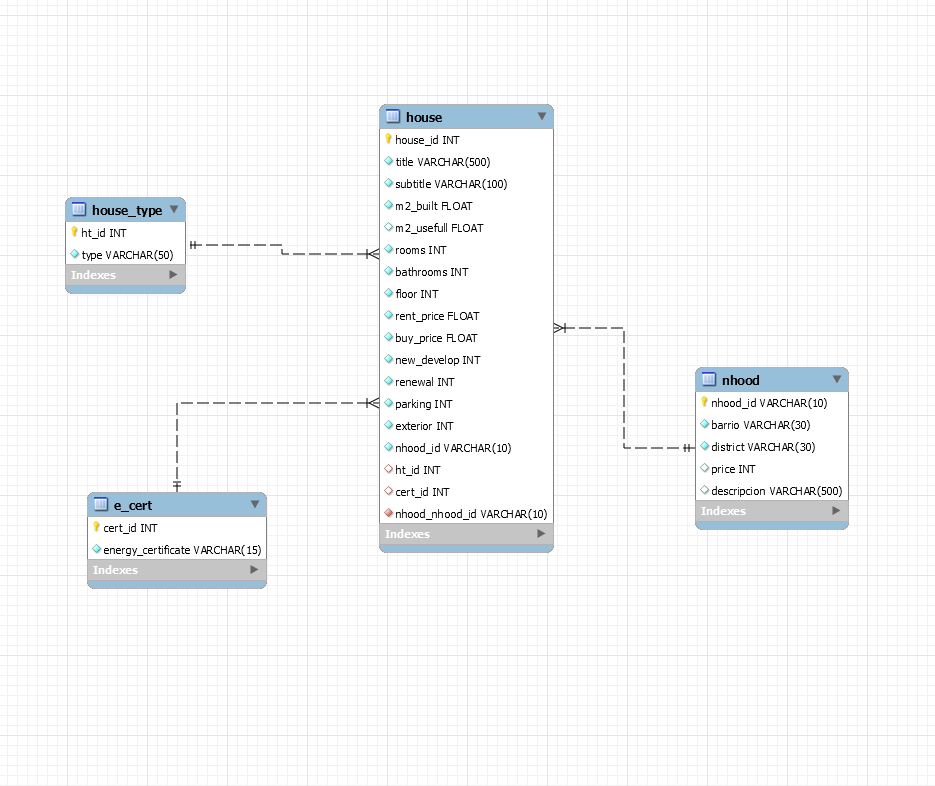 house
house_id INT
title VARCHAR(500)
subtitle VARCHAR(100)
m2_built FLOAT
m2_usefull FLOAT
rooms INT
bathrooms INT
floor INT
rent_price FLOAT
buy_price FLOAT
new_develop INT
renewal INT
parking INT
exterior INT
nhood_id VARCHAR(10)
ht_id INT
cert_id INT
nhood_nhood_id VARCHAR(10)
Indexes
house_type
ht_id INT
type VARCHAR(50)
Indexes
nhood
nhood_id VARCHAR(10)
barrio VARCHAR(30)
district VARCHAR(30)
price INT
descripcion VARCHAR(500)
Indexes
e_cert
cert_id INT
energy_certificate VARCHAR(15)
Indexes